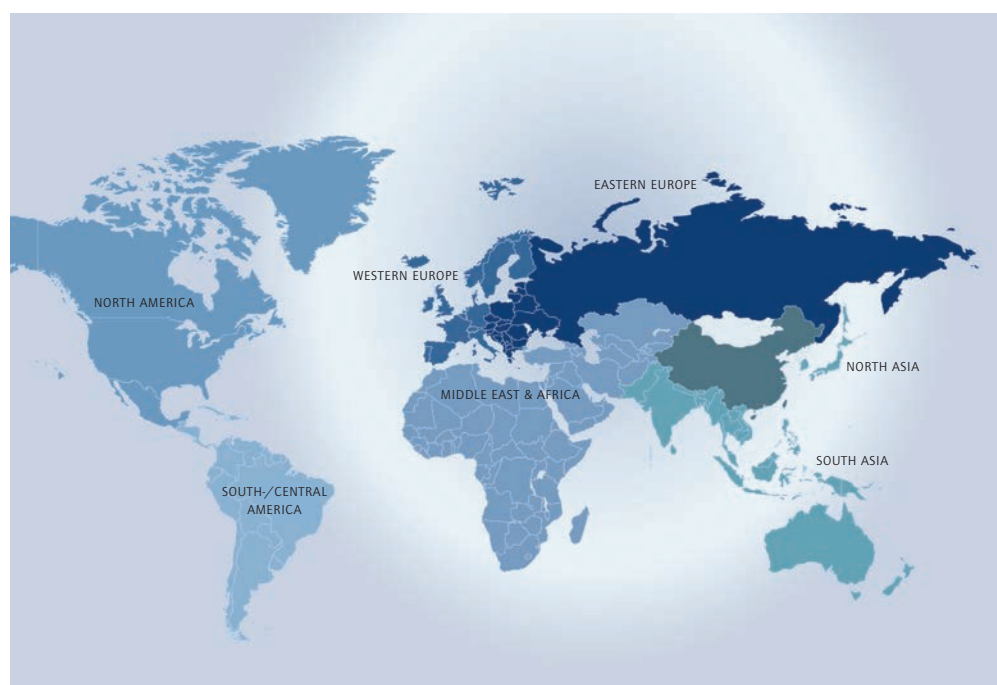 EASTERN EUROPE
WESTERN EUROPE
NORTH AMERICA
NORTH ASIA
MIDDLE EAST & AFRICA
SOUTH ASIA
SOUTH-/CENTRAL
AMERICA